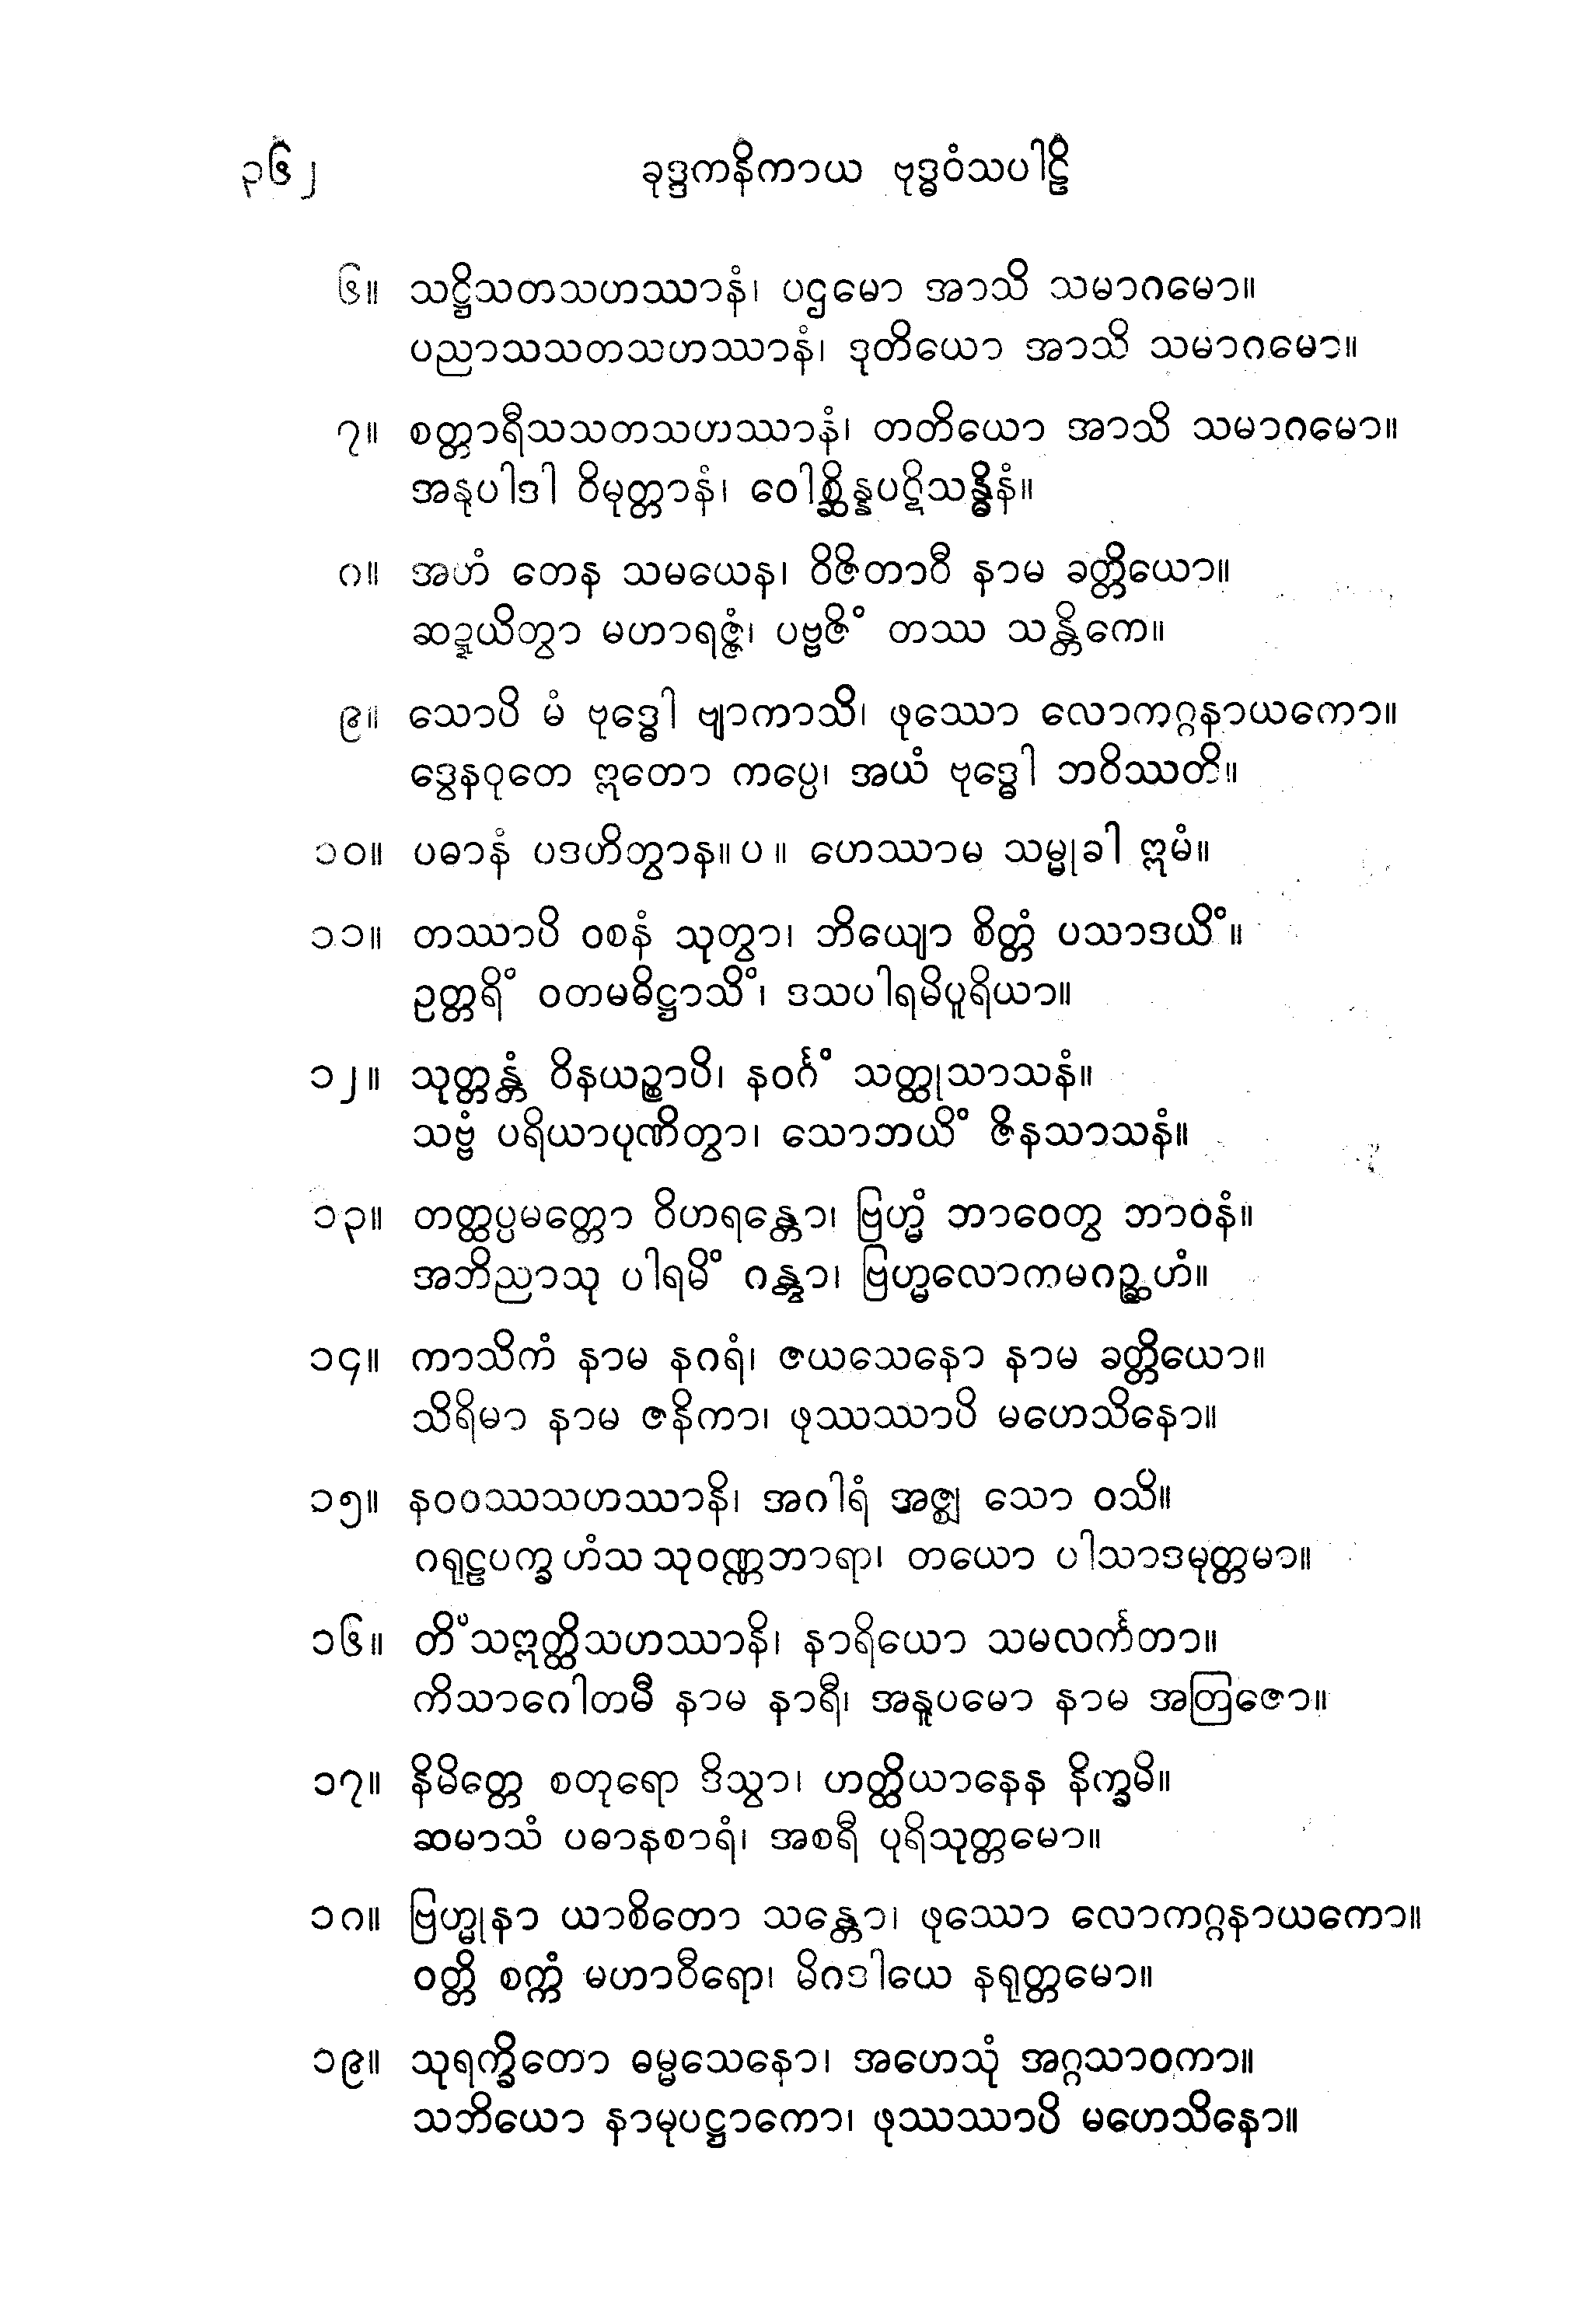 ၃၆၂ ခုဒ္ဒကနိကာယ ဗုဒ္ဓဝံသပါဠိ
၆။ သဋ္ဌိသတသဟဿာနံ၊ ပဌမော အာသိ သမာဂမော။
ပညာသသတသဟဿာနံ၊ ဒုတိယော အာသိ သမာဂမော။
၇။ စတ္တာရီသသတသဟဿာနံ၊ တတိယော အာသိ သမာဂမော။
အနုပါဒါ ဝိမုတ္တာနံ၊ ဝေါစ္ဆိန္နပဋိသန္ဓိနံ။
၈။ အဟံ တေန သမယေန၊ ဝိဇိတာဝီ နာမ ခတ္တိယော။
ဆဍ္ဍယိတွာ မဟာရဇ္ဇံ၊ ပဗ္ဗဇိံ တဿ သန္တိကေ။
၉။ သောပိ မံ ဗုဒ္ဓေါ ဗျာကာသိ၊ ဖုဿော လောကဂ္ဂနာယကော။
ဒွေနဝုတေ ဣတော ကပ္ပေ၊ အယံ ဗုဒ္ဓေါ ဘဝိဿတိ။
၁၀။ ပဓာနံ ပဒဟိတွာန။ ပ ။ ဟေဿာမ သမ္မုခါ ဣမံ။
၁၁။ တဿာပိ ဝစနံ သုတွာ၊ ဘိယျော စိတ္တံ ပသာဒယိံ။
ဥတ္တရိံ ဝတမဓိဋ္ဌာသိံ၊ ဒသပါရမိပူရိယာ။
၁၂။ သုတ္တန္တံ ဝိနယဉ္စာပိ၊ နဝင်္ဂံ သတ္ထုသာသနံ။
သဗ္ဗံ ပရိယာပုဏိတွာ၊ သောဘယိံ ဇိနသာသနံ။
၁၃။ တတ္ထပ္ပမတ္တော ဝိဟရန္တော၊ ဗြဟ္မံ ဘာဝေတွ ဘာဝနံ။
အဘိညာသု ပါရမိံ ဂန္တွာ၊ ဗြဟ္မလောကမဂဉ္ဆဟံ။
၁၄။ ကာသိကံ နာမ နဂရံ၊ ဇယသေနော နာမ ခတ္တိယော။
သိရိမာ နာမ ဇနိကာ၊ ဖုဿဿာပိ မဟေသိနော။
၁၅။ နဝဝဿသဟဿာနိ၊ အဂါရံ အဇ္ဈ သော ဝသိ။
ဂရုဠပက္ခ ဟံသ သုဝဏ္ဏဘာရာ၊ တယော ပါသာဒမုတ္တမာ။
၁၆။ တိံသဣတ္ထိသဟဿာနိ၊ နာရိယော သမလင်္ကတာ။
ကိသာဂေါတမီ နာမ နာရီ၊ အနူပမော နာမ အတြဇော။
၁၇။ နိမိတ္တေ စတုရော ဒိသွာ၊ ဟတ္ထိယာနေန နိက္ခမိ။
ဆမာသံ ပဓာနစာရံ၊ အစရီ ပုရိသုတ္တမော။
၁၈။ ဗြဟ္မုနာ ယာစိတော သန္တော၊ ဖုဿော လောကဂ္ဂနာယကော။
ဝတ္တိ စက္ကံ မဟာဝီရော၊ မိဂဒါယေ နရုတ္တမော။
၁၉။ သုရက္ခိတော ဓမ္မသေနော၊ အဟေသုံ အဂ္ဂသာဝကာ။
သဘိယော နာမုပဋ္ဌာကော၊ ဖုဿဿာပိ မဟေသိနော။